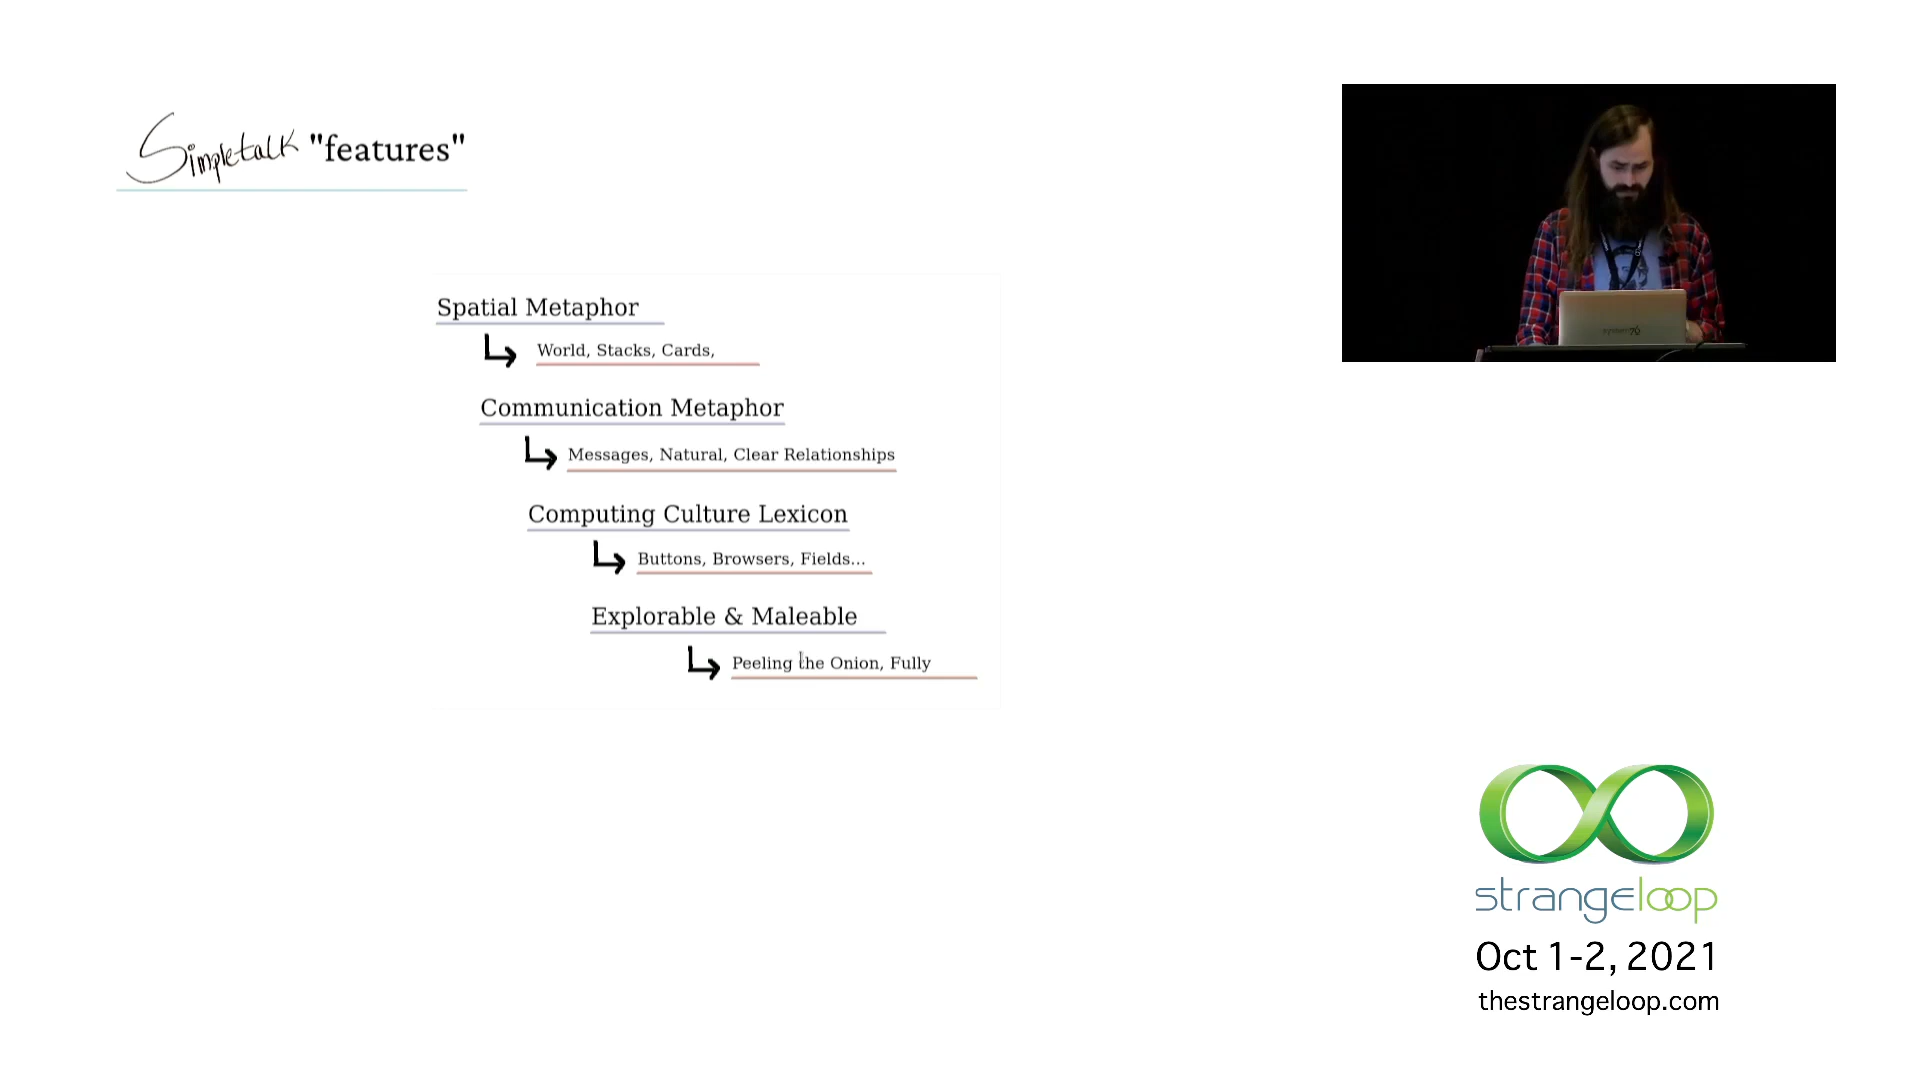 Simpletalk "features"
Spatial Metaphor
World, Stacks, Cards,
Communication Metaphor
Messages, Natural, Clear Relationships
Computing Culture Lexicon
Buttons, Browsers, Fields...
Explorable & Maleable
Peeling the Onion, Fully
system76
strangeloop
Oct 1-2, 2021
thestrangeloop.com